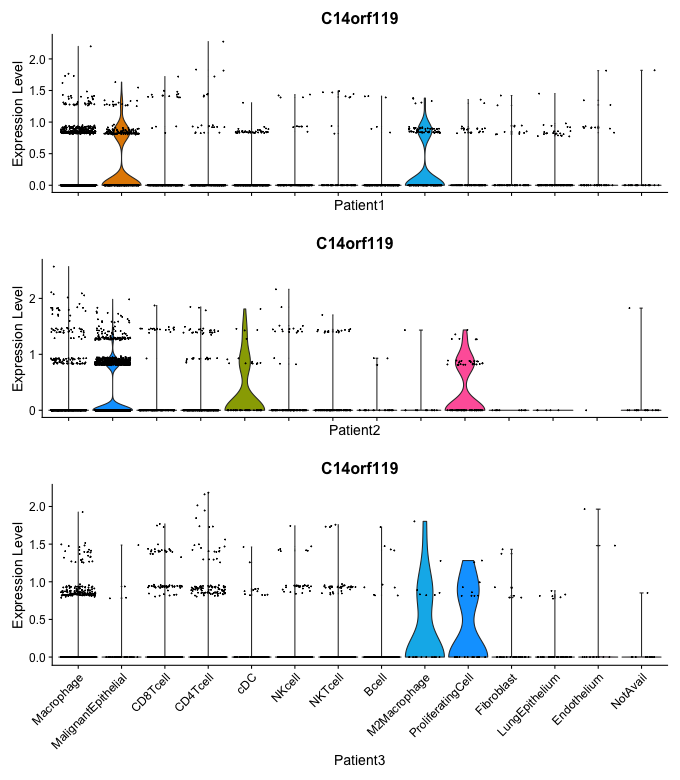 C14orf119
Expression Level
2.0
1.5
1.0
0.5
0.0
Patient1
C14orf119
Expression Level
2
1
0
Patient2
C14orf119
Expression Level
2.0
1.5
1.0
0.5
0.0
Macrophage
MalignantEpithelial
CD8Tcell
CD4Tcell
cDC
NKcell
NKTcell
Bcell
M2Macrophage
ProliferatingCell
Fibroblast
LungEpithelium
Endothelium
NotAvail
Patient3